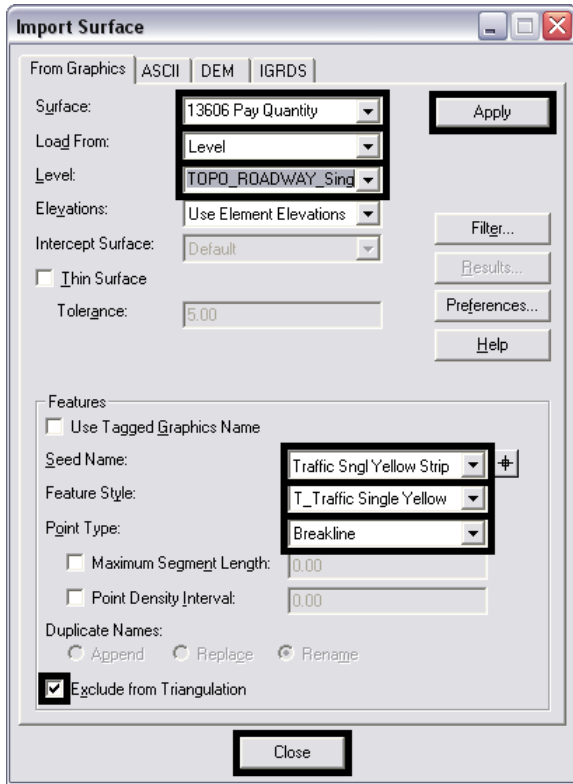 Import Surface
From Graphics ASCII DEM IGRDS
Surface: 13606 Pay Quantity Apply
Load From: Level
Level: TOPO_ROADWAY_Sing
Elevations: Use Element Elevations
Filter...
Intercept Surface: Default
Results...
Thin Surface
Preferences...
Tolerance: 5.00
Help
Features
Use Tagged Graphics Name
Seed Name: Traffic Sngl Yellow Strip
Feature Style: T_Traffic Single Yellow
Point Type: Breakline
Maximum Segment Length: 0.00
Point Density Interval: 0.00
Duplicate Names:
Append Replace Rename
Exclude from Triangulation
Close